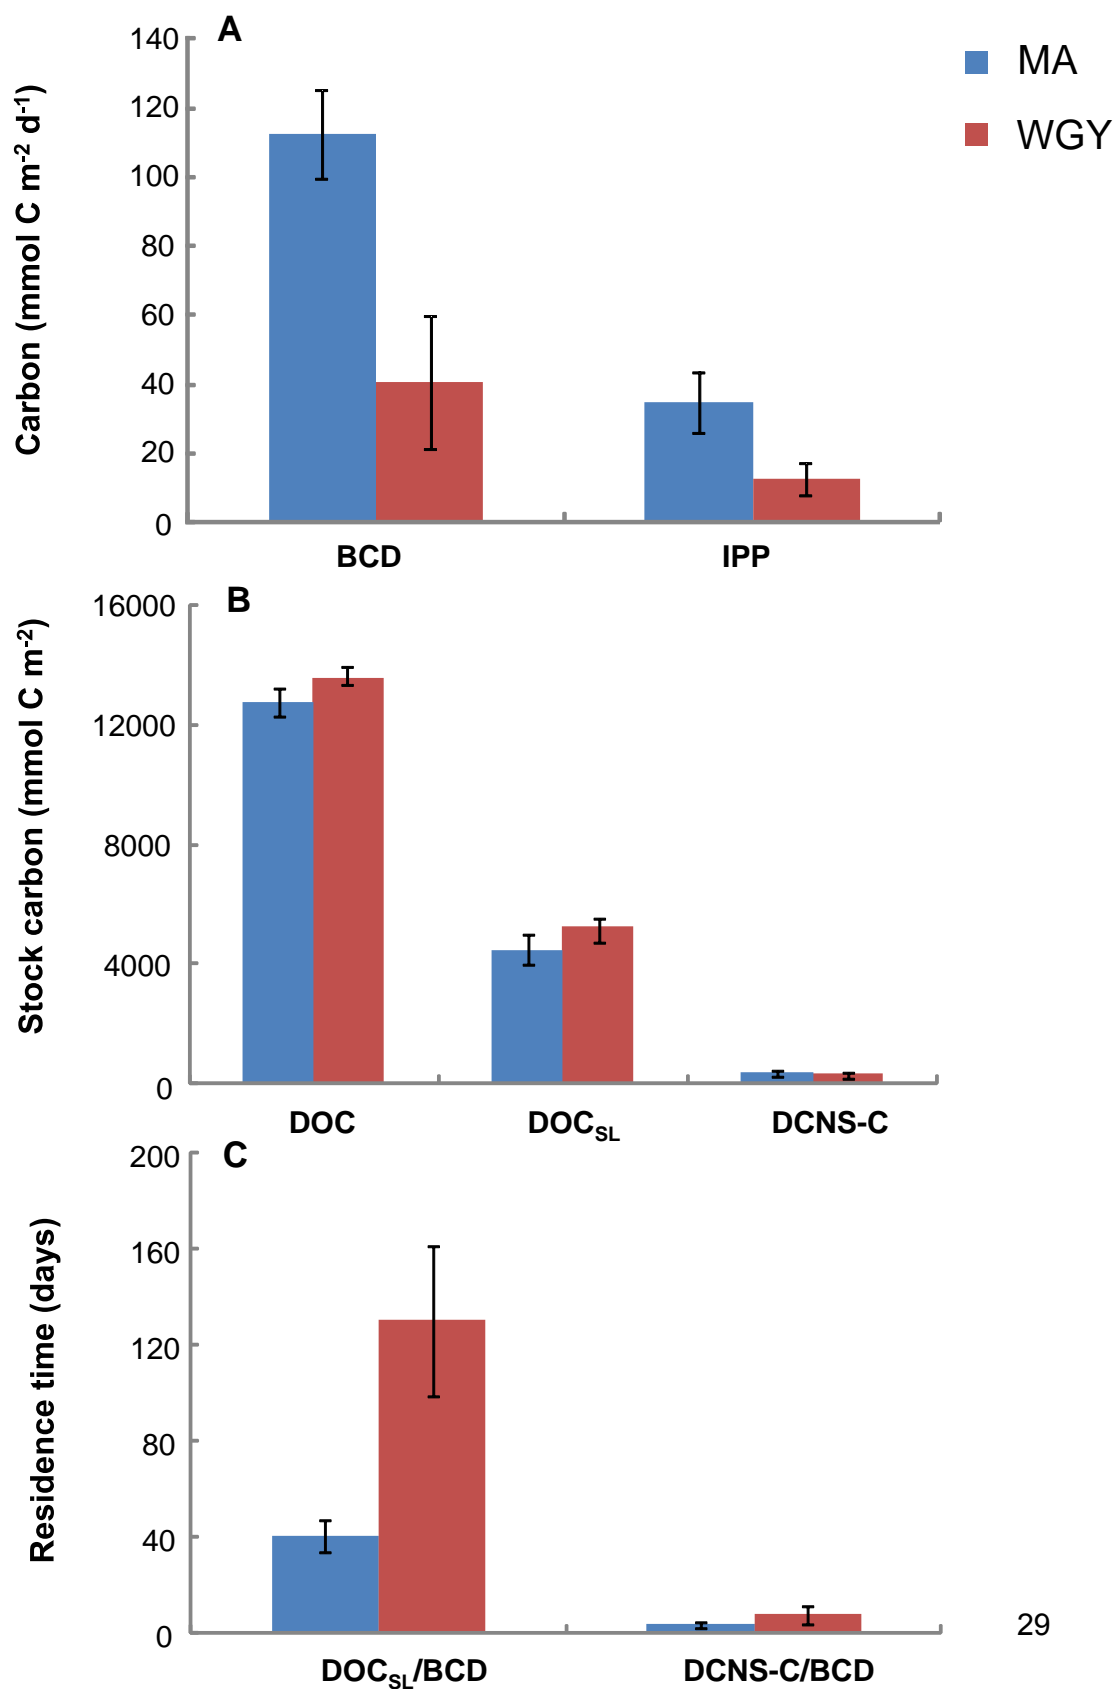 A
MA
WGY
Carbon (mmol C m-2 d-1)
140
120
100
80
60
40
20
0
BCD IPP
B
Stock carbon (mmol C m-2)
16000
12000
8000
4000
0
DOC DOCSL DCNS-C
C
Residence time (days)
200
160
120
80
40
0
DOCSL/BCD DCNS-C/BCD
29